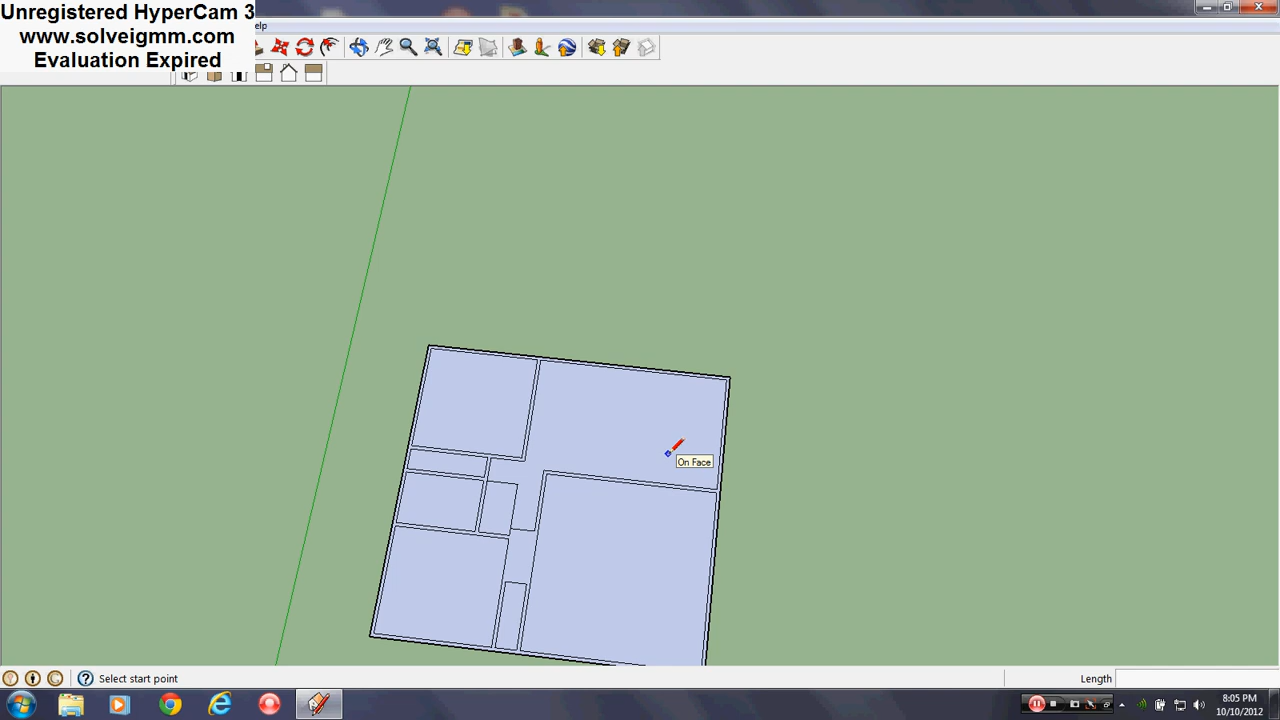 Unregistered HyperCam 3
www.solveigmm.com
Evaluation Expired
elp
On Face
Select start point
Length
8:05 PM
10/10/2012